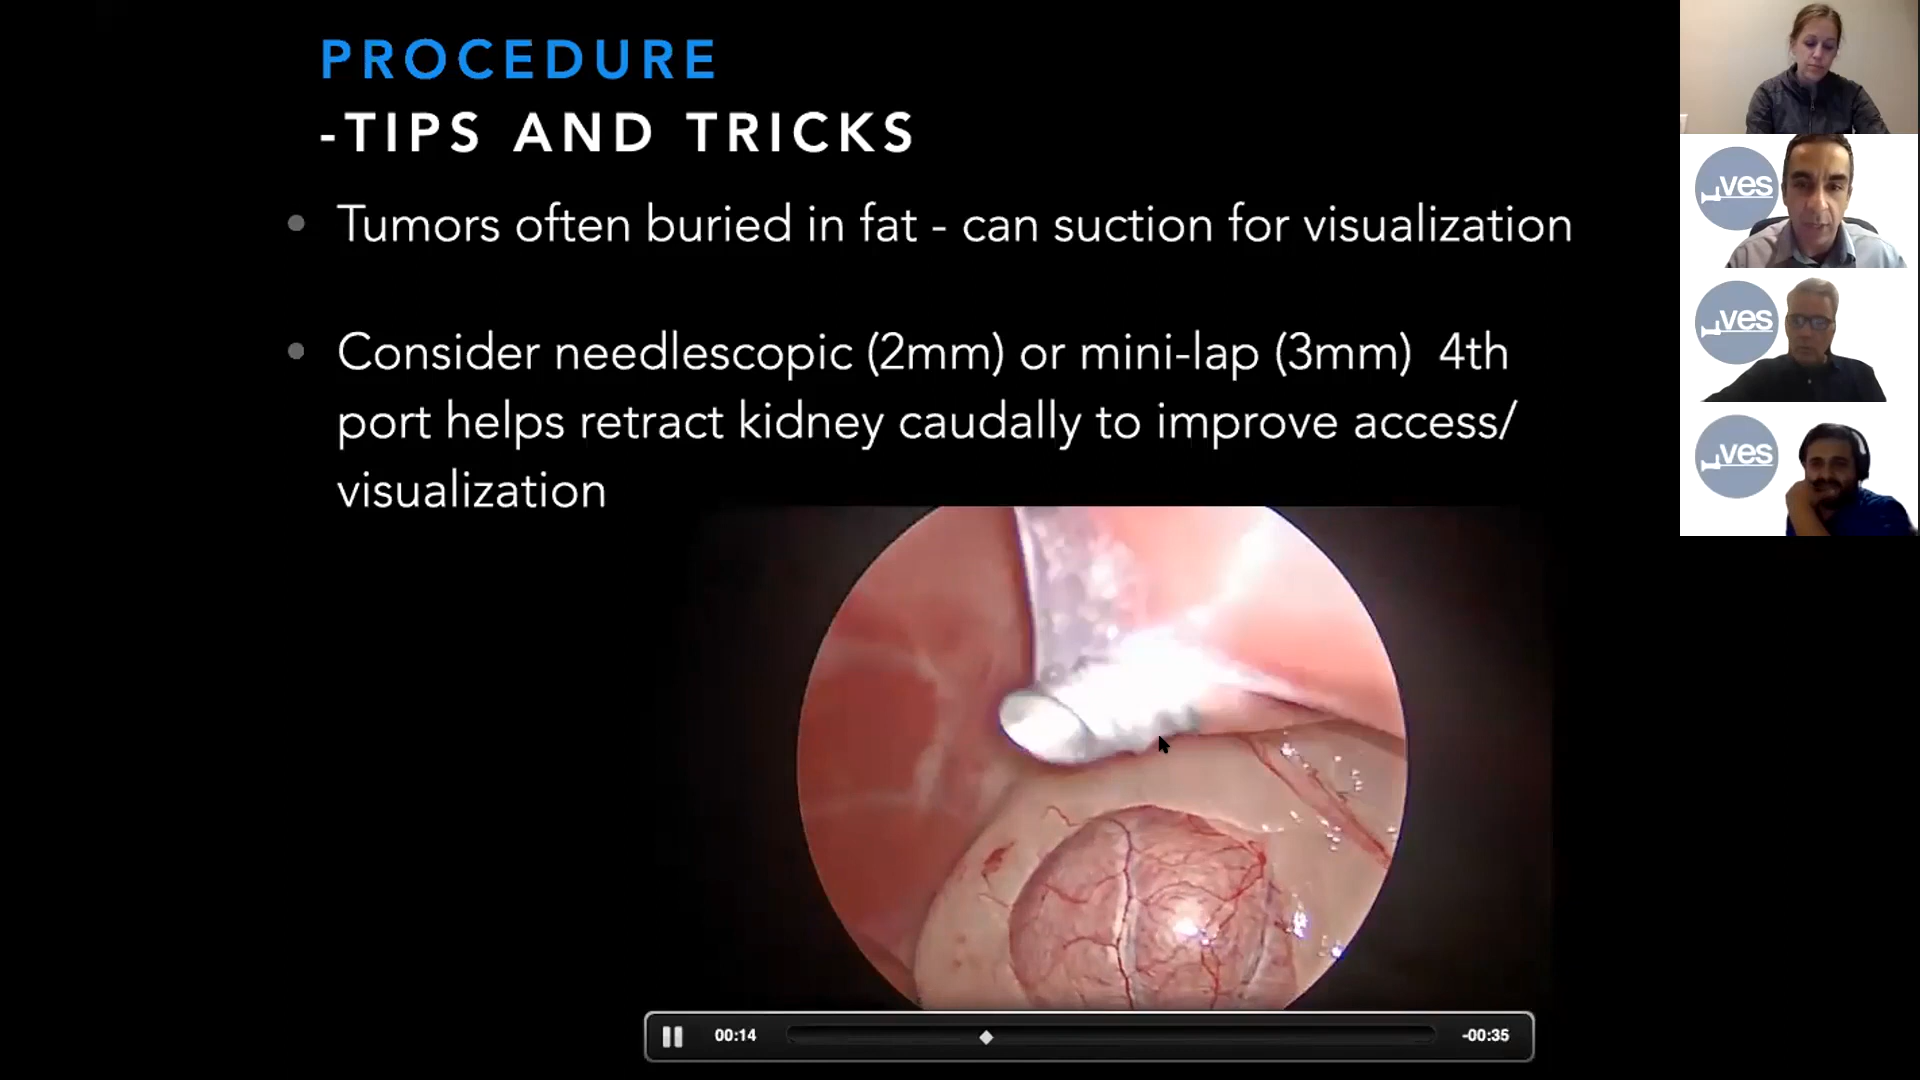 PROCEDURE
-TIPS AND TRICKS
Tumors often buried in fat - can suction for visualization
Consider needlescopic (2mm) or mini-lap (3mm) 4th
port helps retract kidney caudally to improve access/
visualization
00:14
-00:35
ves
ves
ves